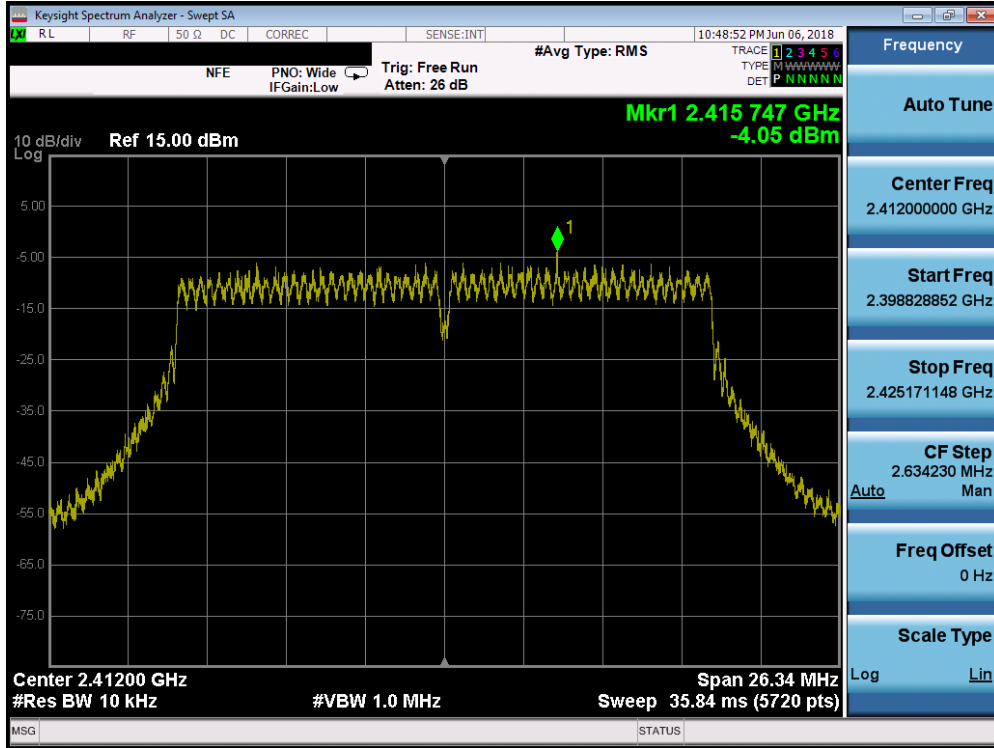 Keysight Spectrum Analyzer - Swept SA
LXI RL RF 50 Ω DC CORREC SENSE:INT 10:48:52 PM Jun 06, 2018
#Avg Type: RMS TRACE 1 2 3 4 5 6
NFE PNO: Wide Trig: Free Run TYPE M WWWWW
IFGain:Low Atten: 26 dB DET P N N N N N
Mkr1 2.415 747 GHz
-4.05 dBm
10 dB/div Ref 15.00 dBm
Log
5.00
-5.00
-15.0
-25.0
-35.0
-45.0
-55.0
-65.0
-75.0
1
Center 2.41200 GHz Span 26.34 MHz
#Res BW 10 kHz #VBW 1.0 MHz Sweep 35.84 ms (5720 pts)
MSG STATUS
Frequency
Auto Tune
Center Freq
2.412000000 GHz
Start Freq
2.398828852 GHz
Stop Freq
2.425171148 GHz
CF Step
2.634230 MHz
Auto Man
Freq Offset
0 Hz
Scale Type
Log Lin